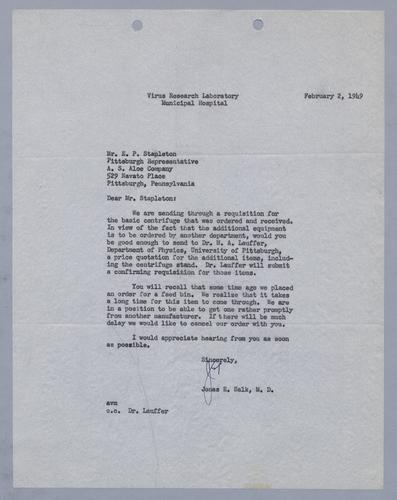 Virus Research Laboratory February 2, 1949
Municipal Hospital
Mr. E. P. Stapleton
Pittsburgh Representative
A. S. Aloe Company
529 Navato Place
Pittsburgh, Pennsylvania
Dear Mr. Stapleton:
We are sending through a requisition for
the basic centrifuge that was ordered and received.
In view of the fact that the additional equipment
is to be ordered by another department, would you
be good enough to send to Dr. M. A. Lauffer,
Department of Physics, University of Pittsburgh,
a price quotation for the additional items, includ-
ing the centrifuge stand. Dr. Lauffer will submit
a confirming requisition for those items.
You will recall that some time ago we placed
an order for a feed bin. We realize that it takes
a long time for this item to come through. We are
in a position to be able to get one rather promptly
from another manufacturer. If there will be much
delay we would like to cancel our order with you.
I would appreciate hearing from you as soon
as possible.
Sincerely,
Jonas E. Salk, M. D.
avn
c.c. Dr. Lauffer